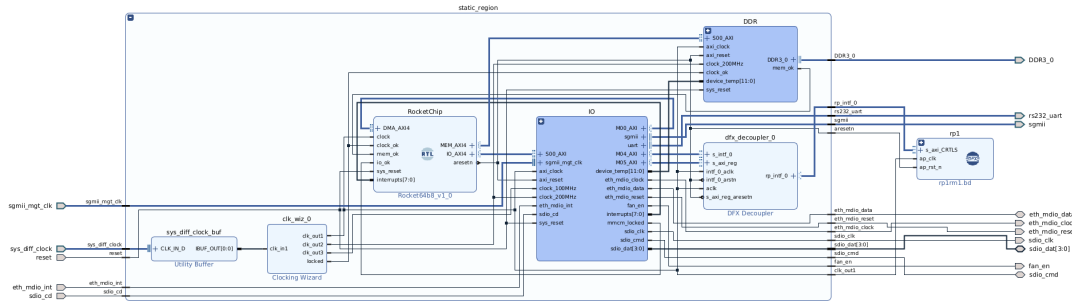 static_region
DDR
S00_AXI
axi_clock
axi_reset
clock_200MHz
clock_ok
device_temp[11:0]
sys_reset
DDR3_0
mem_ok
DDR3_0
DDR3_0
RocketChip
DMA_AXI4
clock
clock_ok
mem_ok
io_ok
sys_reset
interrupts[7:0]
RTL
MEM_AXI4
IO_AXI4
aresetn
Rocket64b8_v1_0
IO
S00_AXI
sgmii_mgt_clk
axi_clock
axi_reset
clock_100MHz
clock_200MHz
eth_mdio_int
sdio_cd
sys_reset
M00_AXI
sgmii
uart
M04_AXI
M05_AXI
device_temp[11:0]
eth_mdio_clock
eth_mdio_data
eth_mdio_reset
fan_en
interrupts[7:0]
mmcm_locked
sdio_clk
sdio_cmd
sdio_dat[3:0]
dfx_decoupler_0
s_intf_0
s_axi_reg
intf_0_aclk
intf_0_arstn
aclk
s_axi_reg_aresetn
rp_intf_0
DFX Decoupler
rp_intf_0
rs232_uart
sgmii
aresetn
rs232_uart
sgmii
rp1
s_axi_CRTLS
ap_clk
ap_rst_n
rp1rm1.bd
sgmii_mgt_clk
sgmii_mgt_clk
sys_diff_clock
reset
sys_diff_clock
reset
sys_diff_clock_buf
CLK_IN_D
IBUF_OUT[0:0]
Utility Buffer
clk_wiz_0
clk_in1
clk_out1
clk_out2
clk_out3
locked
Clocking Wizard
eth_mdio_int
sdio_cd
eth_mdio_int
sdio_cd
eth_mdio_data
eth_mdio_reset
eth_mdio_clock
sdio_clk
sdio_dat[3:0]
sdio_cmd
fan_en
clk_out1
eth_mdio_data
eth_mdio_cloc
eth_mdio_rese
sdio_clk
sdio_dat[3:0]
fan_en
sdio_cmd